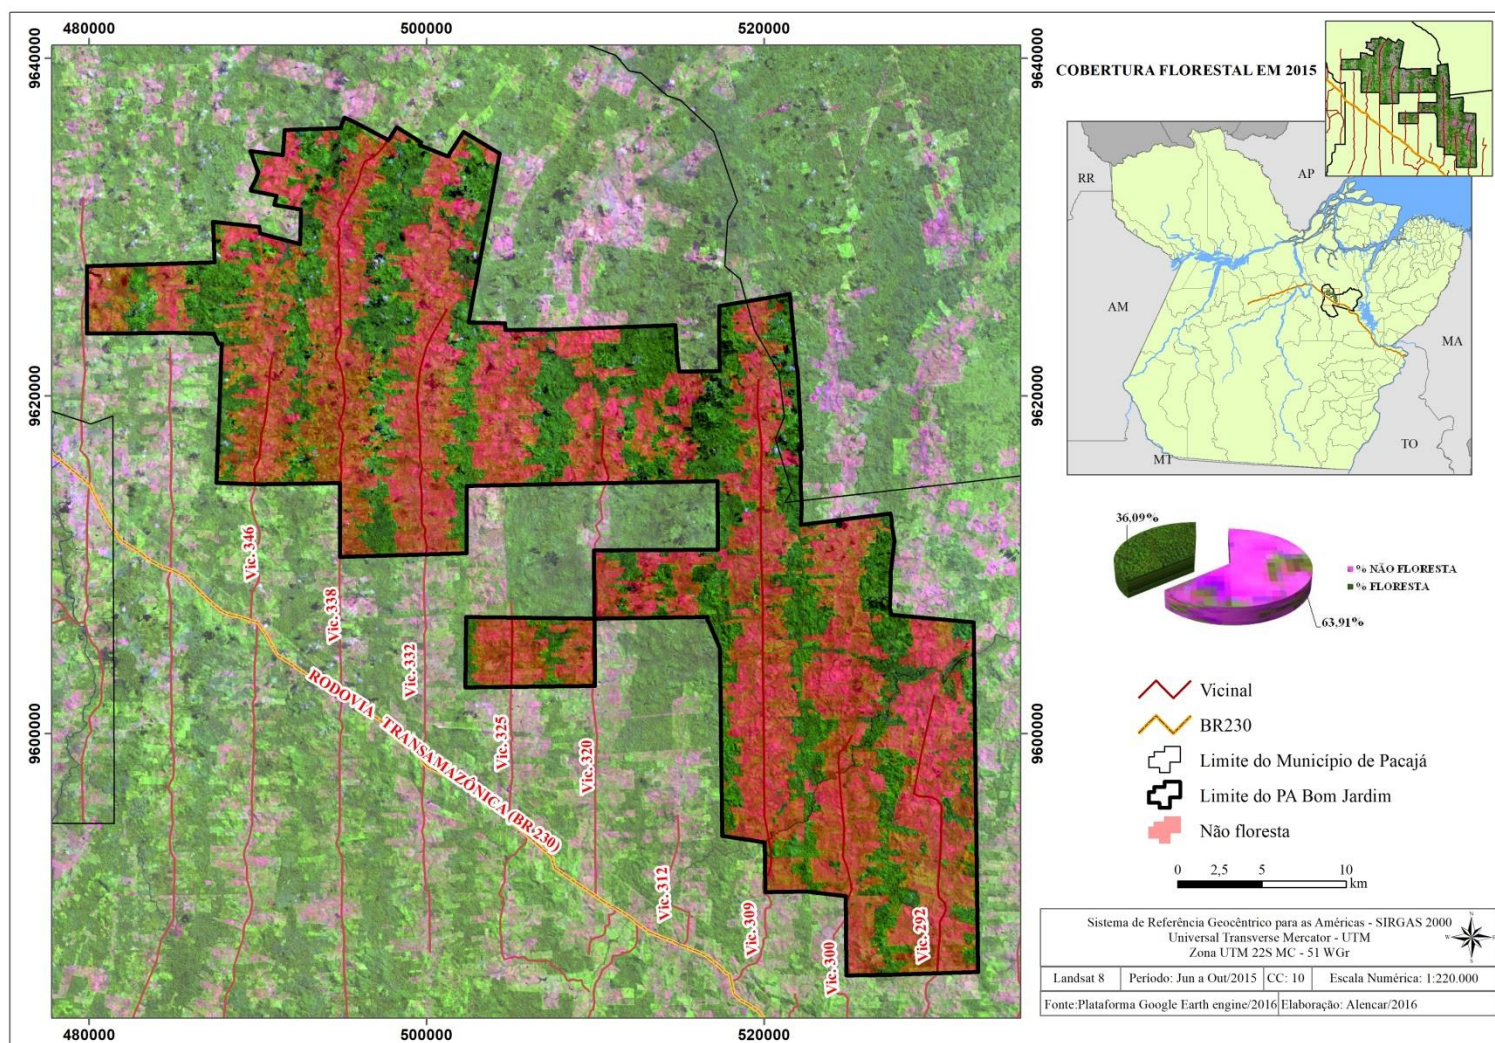 480000
500000
520000
9640000
9640000
COBERTURA FLORESTAL EM 2015
RR
AP
AM
MA
MT
TO
9620000
9620000
36,09%
% NÃO FLORESTA
% FLORESTA
63,91%
Vic. 346
Vic. 338
Vic. 332
Vic. 325
Vic. 320
Vic. 312
Vic. 309
Vic. 300
Vic. 292
RODOVIA TRANSAMAZÔNICA (BR 230)
9600000
9600000
Vicinal
BR230
Limite do Município de Pacajá
Limite do PA Bom Jardim
Não floresta
0 2,5 5 10
km
Sistema de Referência Geocêntrico para as Américas - SIRGAS 2000
Universal Transverse Mercator - UTM
Zona UTM 22S MC - 51 WGr
N
W E
S
Landsat 8 Período: Jun a Out/2015 CC: 10 Escala Numérica: 1:220.000
Fonte:Plataforma Google Earth engine/2016 Elaboração: Alencar/2016
480000
500000
520000